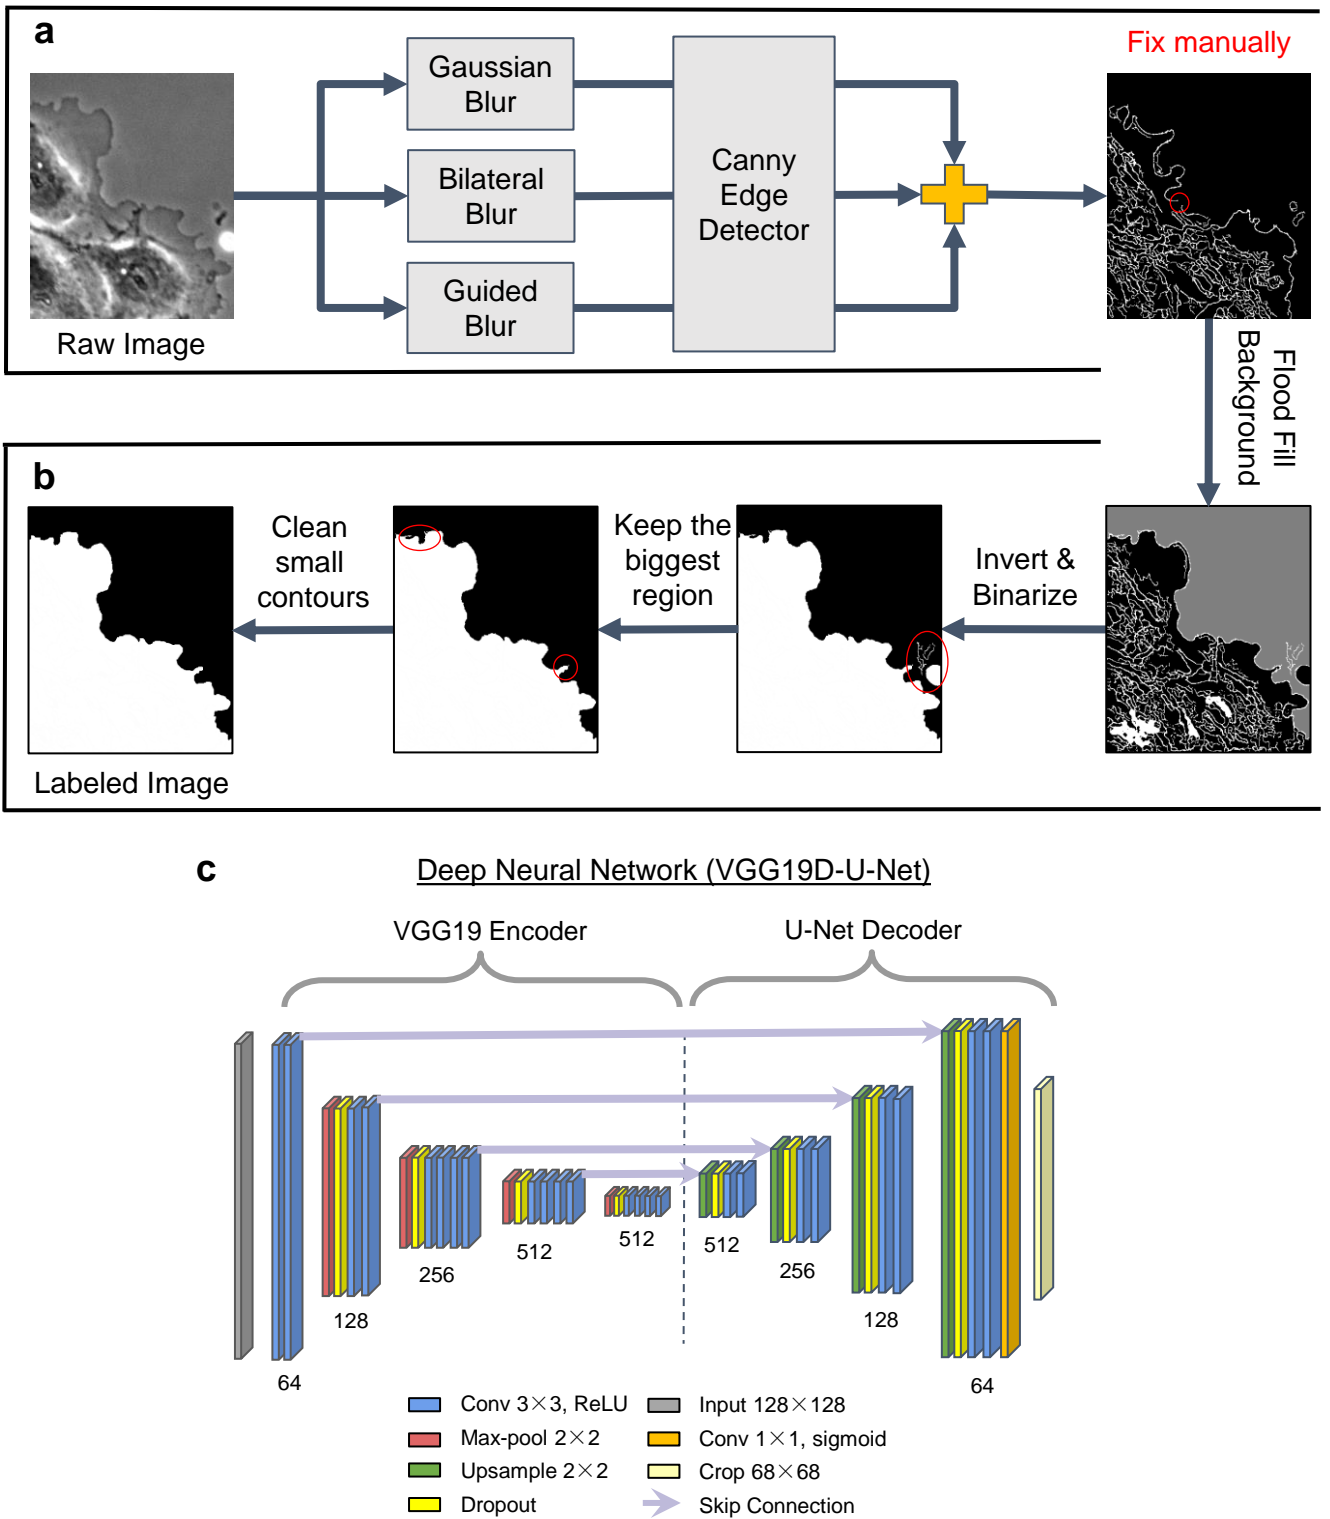 a
Fix manually
Gaussian
Blur
Bilateral
Blur
Guided
Blur
Canny
Edge
Detector
Raw Image
Flood Fill
Background
b
Clean
small
contours
Keep the
biggest
region
Invert &
Binarize
Labeled Image
c
Deep Neural Network (VGG19D-U-Net)
VGG19 Encoder
U-Net Decoder
64
128
256
512
512
512
256
128
64
Conv 3×3, ReLU
Max-pool 2×2
Upsample 2×2
Dropout
Input 128×128
Conv 1×1, sigmoid
Crop 68×68
Skip Connection